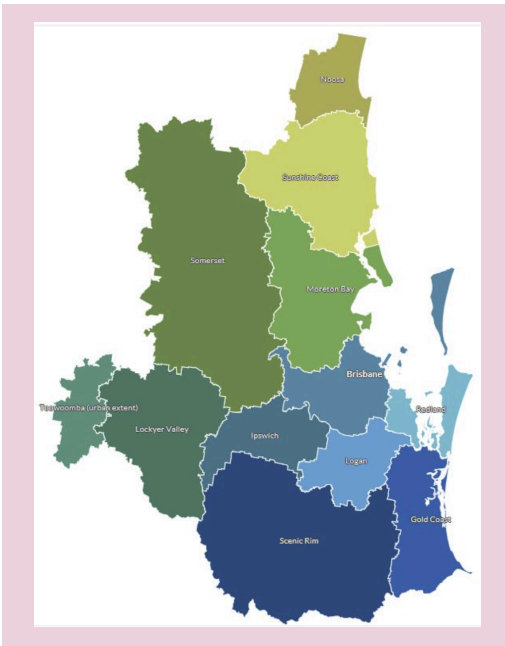 Noosa
Sunshine Coast
Somerset
Moreton Bay
Brisbane
Toowoomba (urban extent)
Redland
Lockyer Valley
Ipswich
Logan
Gold Coast
Scenic Rim